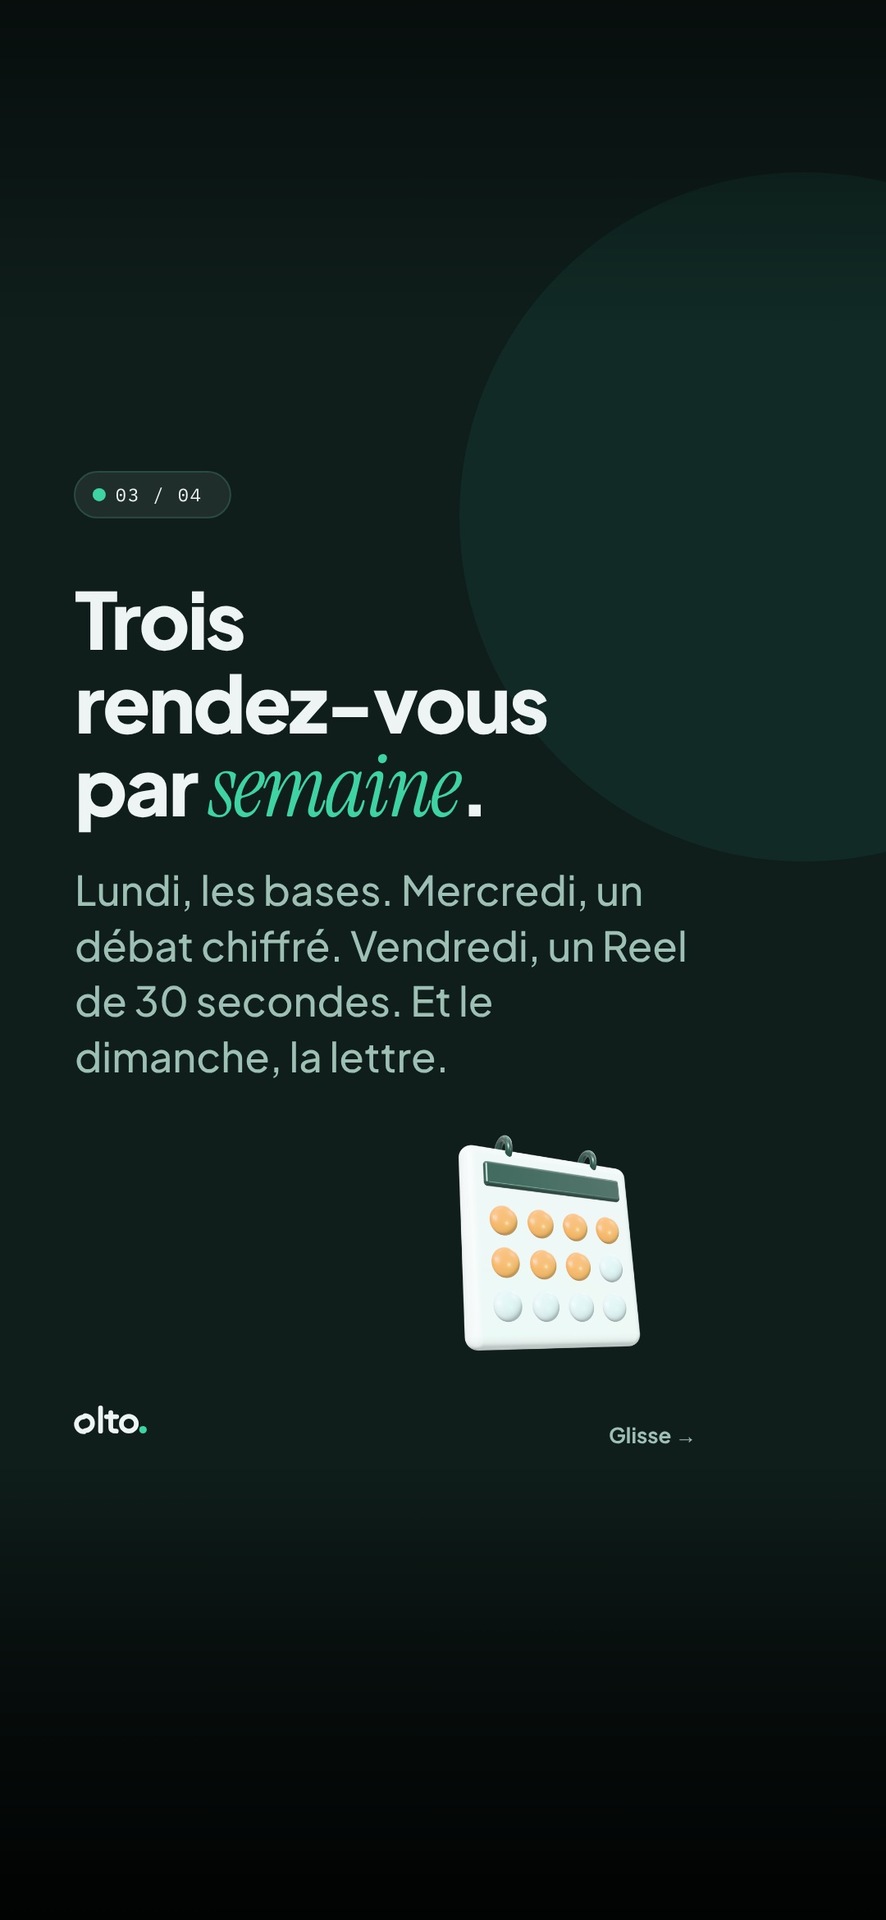 03 / 04
Trois
rendez-vous
par semaine.
Lundi, les bases. Mercredi, un
débat chiffré. Vendredi, un Reel
de 30 secondes. Et le
dimanche, la lettre.
olto.
Glisse →